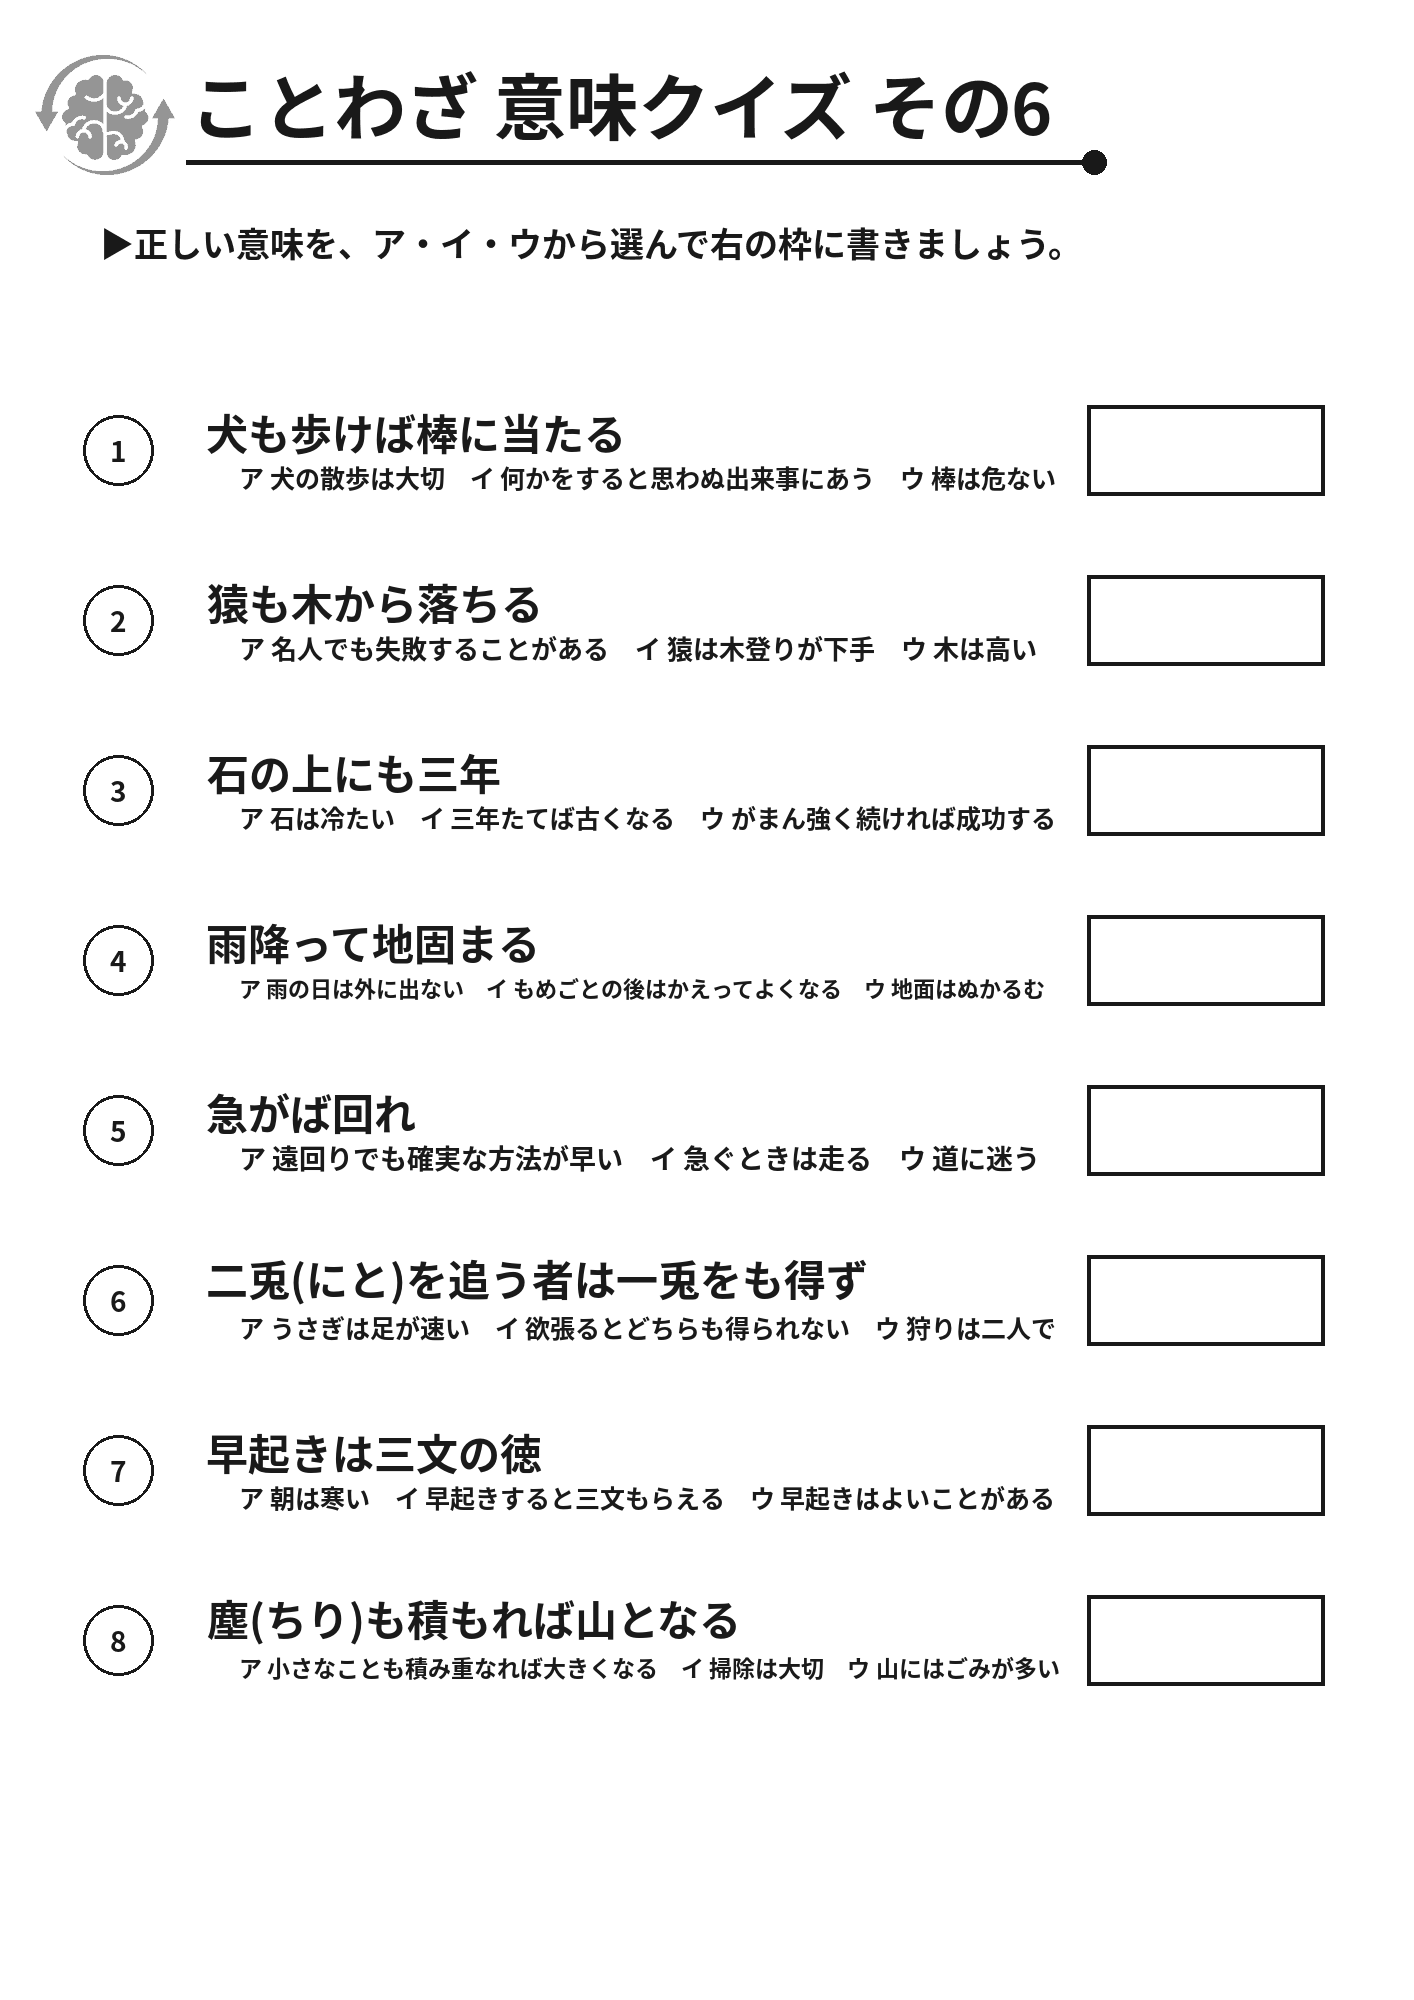 ことわざ 意味クイズ その6
▶正しい意味を、ア・イ・ウから選んで右の枠に書きましょう。
1 犬も歩けば棒に当たる
ア 犬の散歩は大切　イ 何かをすると思わぬ出来事にあう　ウ 棒は危ない
2 猿も木から落ちる
ア 名人でも失敗することがある　イ 猿は木登りが下手　ウ 木は高い
3 石の上にも三年
ア 石は冷たい　イ 三年たてば古くなる　ウ がまん強く続ければ成功する
4 雨降って地固まる
ア 雨の日は外に出ない　イ もめごとの後はかえってよくなる　ウ 地面はぬかるむ
5 急がば回れ
ア 遠回りでも確実な方法が早い　イ 急ぐときは走る　ウ 道に迷う
6 二兎(にと)を追う者は一兎をも得ず
ア うさぎは足が速い　イ 欲張るとどちらも得られない　ウ 狩りは二人で
7 早起きは三文の徳
ア 朝は寒い　イ 早起きすると三文もらえる　ウ 早起きはよいことがある
8 塵(ちり)も積もれば山となる
ア 小さなことも積み重なれば大きくなる　イ 掃除は大切　ウ 山にはごみが多い